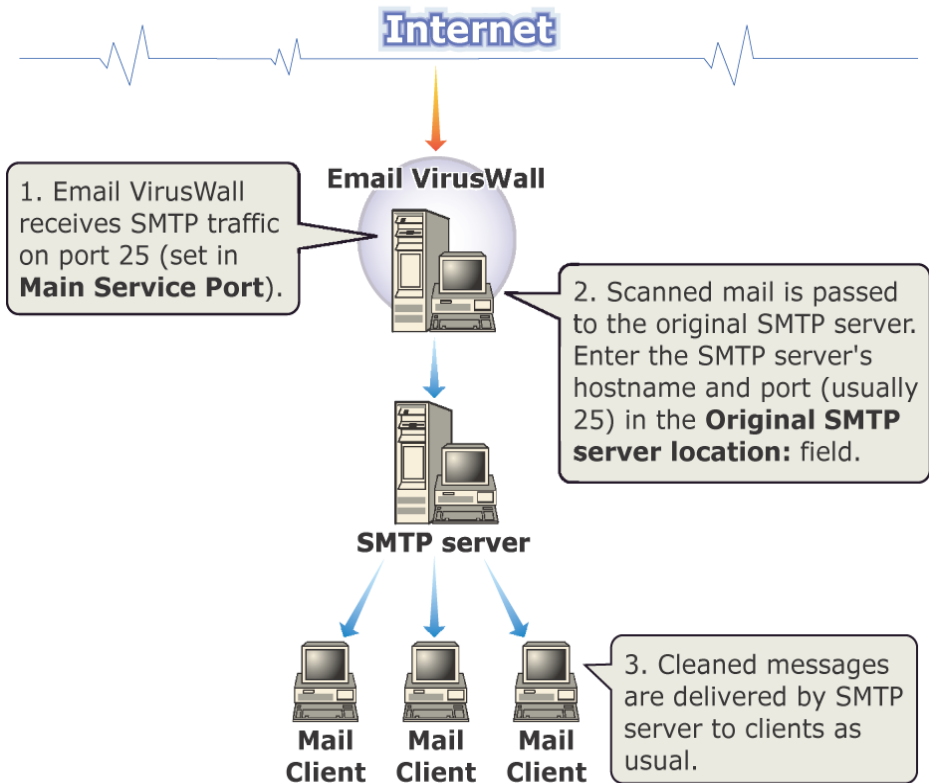 Internet
Email VirusWall
1. Email VirusWall
receives SMTP traffic
on port 25 (set in
Main Service Port).
2. Scanned mail is passed
to the original SMTP server.
Enter the SMTP server's
hostname and port (usually
25) in the Original SMTP
server location: field.
SMTP server
3. Cleaned messages
are delivered by SMTP
server to clients as
usual.
Mail
Client
Mail
Client
Mail
Client